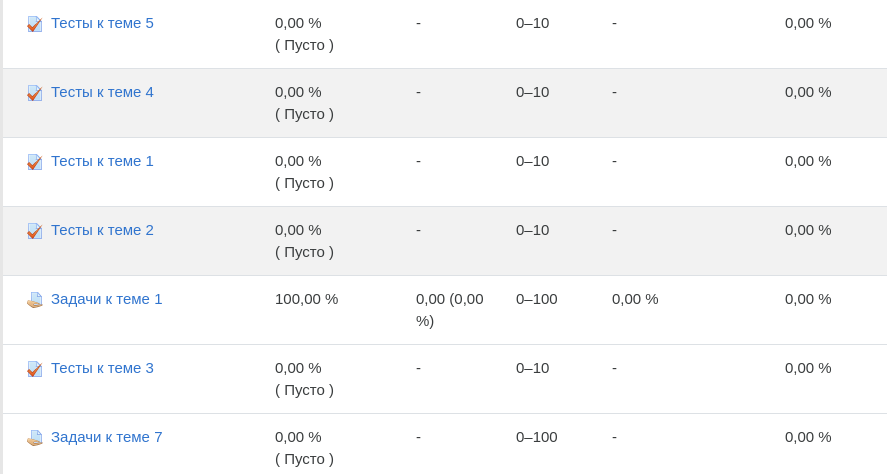 Тесты к теме 5 0,00 % - 0–10 - 0,00 %
( Пусто )
Тесты к теме 4 0,00 % - 0–10 - 0,00 %
( Пусто )
Тесты к теме 1 0,00 % - 0–10 - 0,00 %
( Пусто )
Тесты к теме 2 0,00 % - 0–10 - 0,00 %
( Пусто )
Задачи к теме 1 100,00 % 0,00 (0,00 0–100 0,00 % 0,00 %
%)
Тесты к теме 3 0,00 % - 0–10 - 0,00 %
( Пусто )
Задачи к теме 7 0,00 % - 0–100 - 0,00 %
( Пусто )